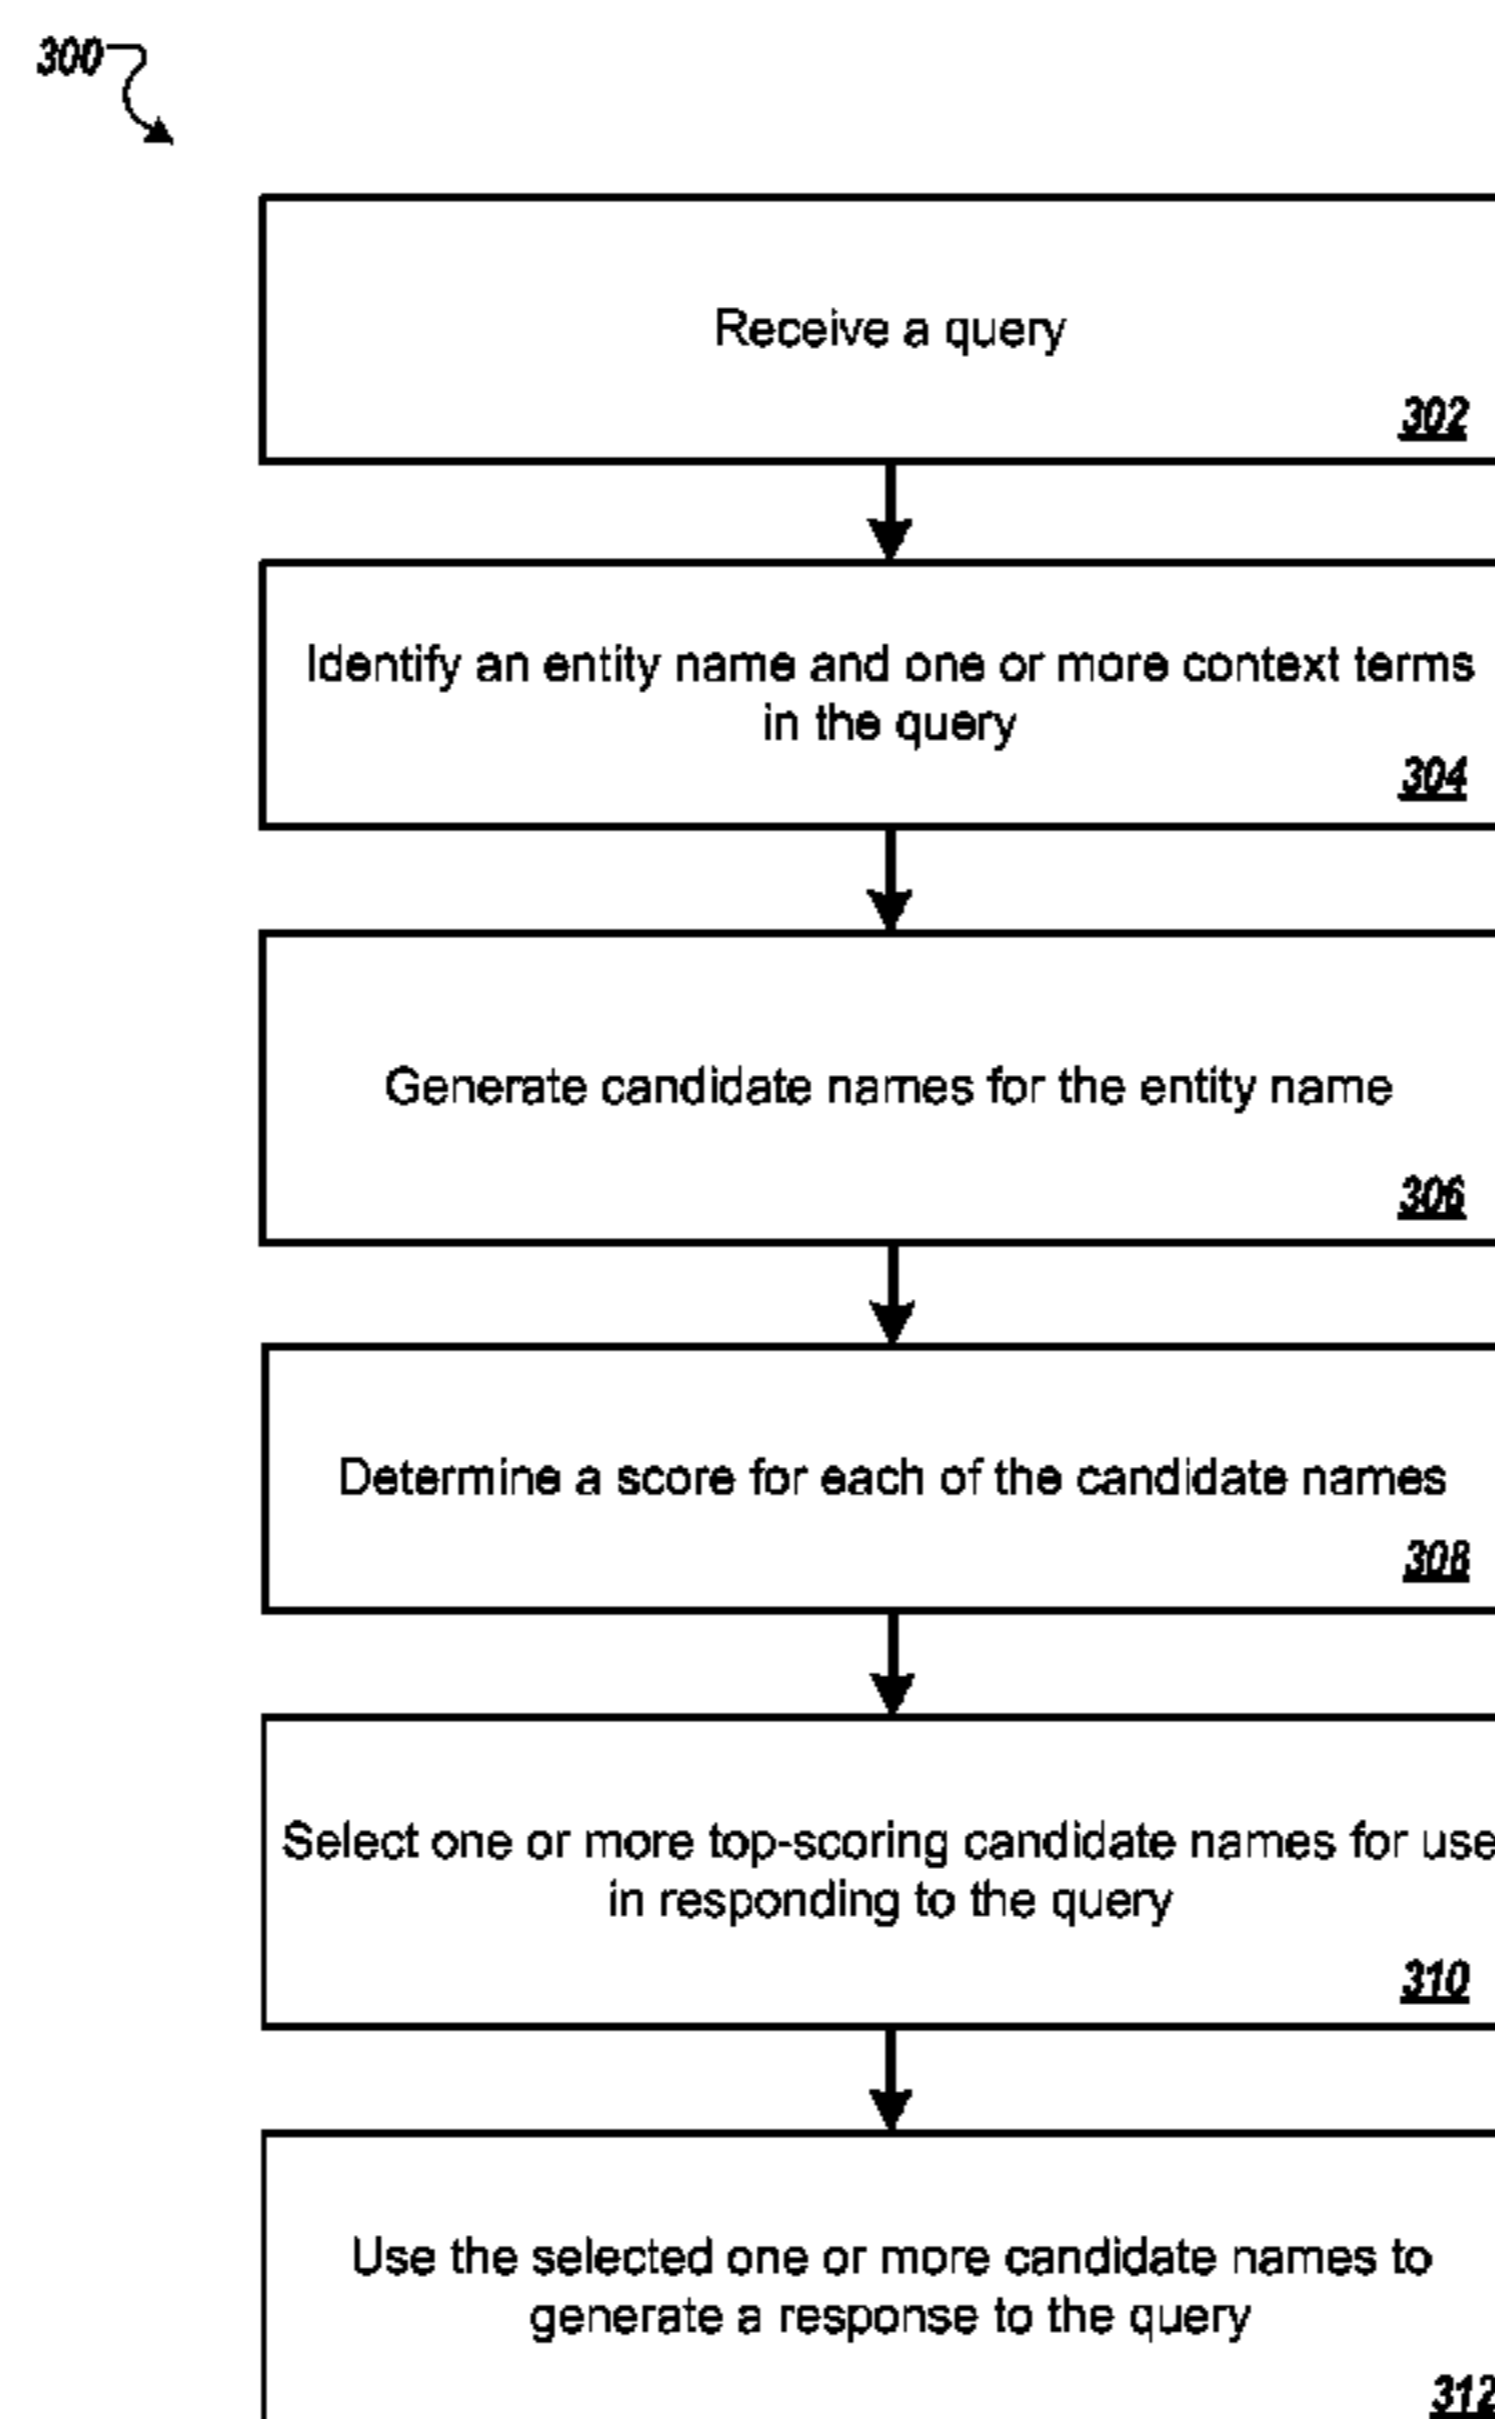 300
Receive a query
302
Identify an entity name and one or more context terms
in the query
304
Generate candidate names for the entity name
306
Determine a score for each of the candidate names
308
Select one or more top-scoring candidate names for use
in responding to the query
310
Use the selected one or more candidate names to
generate a response to the query
312